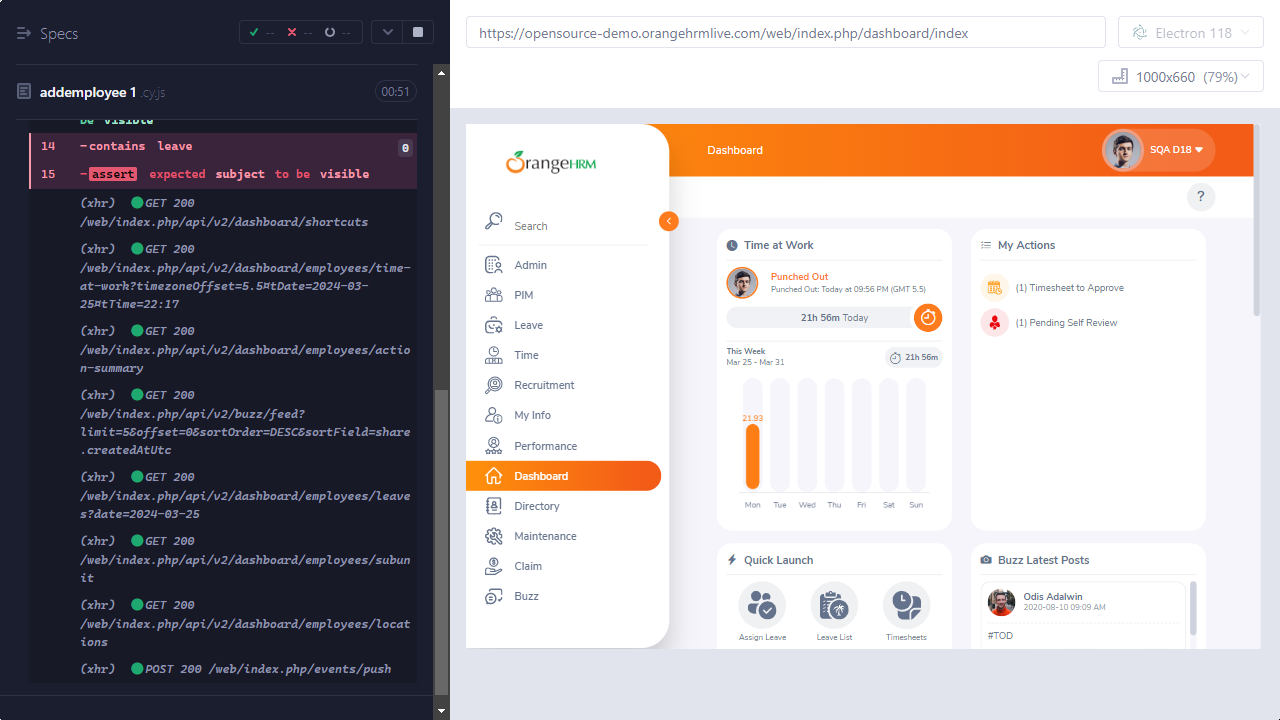 Specs
-- -- --
addemployee 1 .cy.js
00:51
be visible
14 -contains leave 0
15 -assert expected subject to be visible
(xhr) GET 200
/web/index.php/api/v2/dashboard/shortcuts
(xhr) GET 200
/web/index.php/api/v2/dashboard/employees/time-
at-work?timezoneOffset=5.5¤tDate=2024-03-
25¤tTime=22:17
(xhr) GET 200
/web/index.php/api/v2/dashboard/employees/actio
n-summary
(xhr) GET 200
/web/index.php/api/v2/buzz/feed?
limit=5&offset=0&sortOrder=DESC&sortField=share
.createdAtUtc
(xhr) GET 200
/web/index.php/api/v2/dashboard/employees/leave
s?date=2024-03-25
(xhr) GET 200
/web/index.php/api/v2/dashboard/employees/subun
it
(xhr) GET 200
/web/index.php/api/v2/dashboard/employees/locat
ions
(xhr) POST 200 /web/index.php/events/push
https://opensource-demo.orangehrmlive.com/web/index.php/dashboard/index
Electron 118
1000x660 (79%)
OrangeHRM
Search
Admin
PIM
Leave
Time
Recruitment
My Info
Performance
Dashboard
Directory
Maintenance
Claim
Buzz
Dashboard
SQA D18
?
Time at Work
Punched Out
Punched Out: Today at 09:56 PM (GMT 5.5)
21h 56m Today
This Week
Mar 25 - Mar 31
21h 56m
21.93
Mon Tue Wed Thu Fri Sat Sun
My Actions
(1) Timesheet to Approve
(1) Pending Self Review
Quick Launch
Assign Leave
Leave List
Timesheets
Buzz Latest Posts
Odis Adalwin
2020-08-10 09:09 AM
#TOD